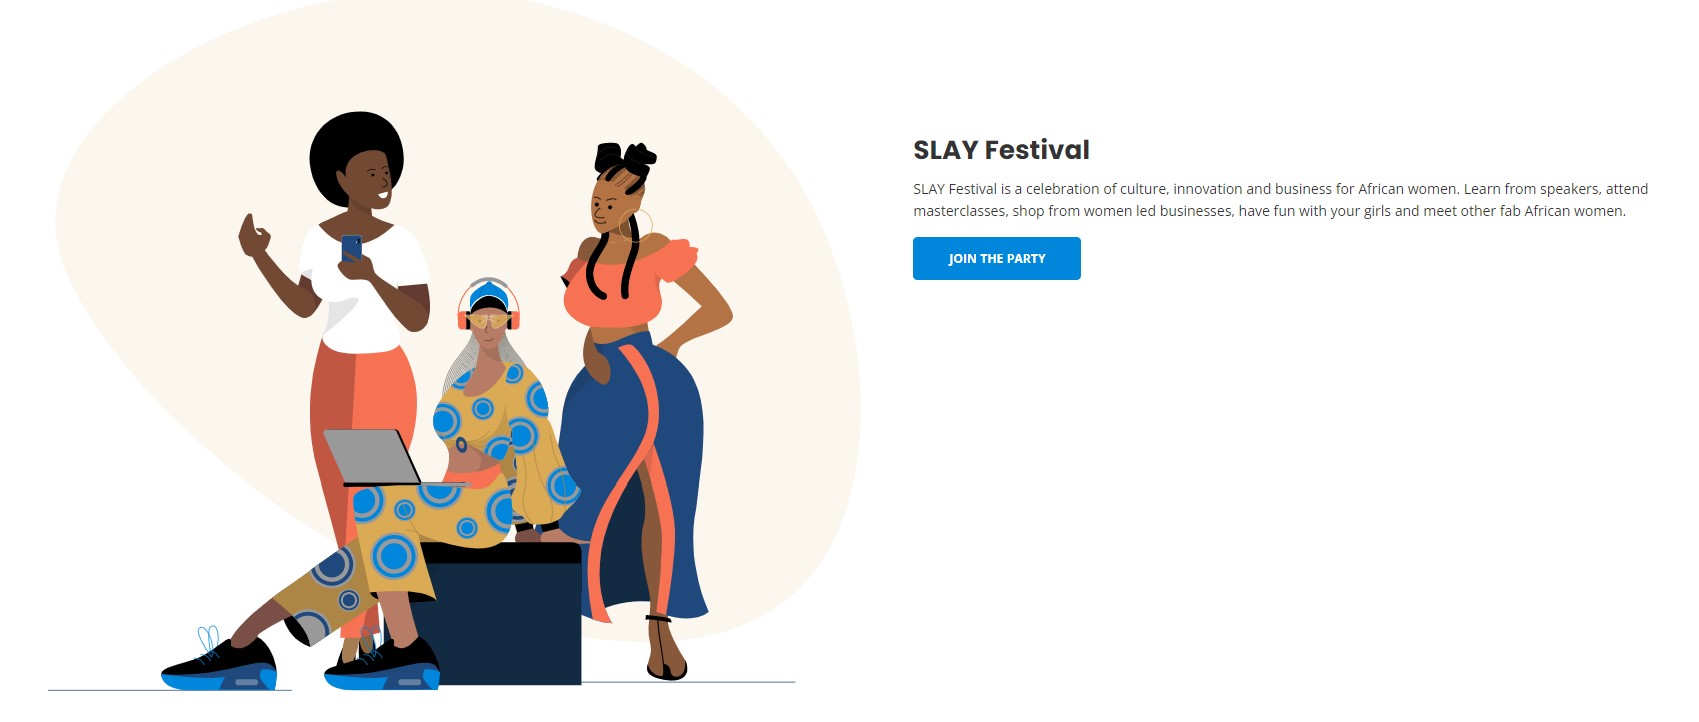 SLAY Festival
SLAY Festival is a celebration of culture, innovation and business for African women. Learn from speakers, attend
masterclasses, shop from women led businesses, have fun with your girls and meet other fab African women.
JOIN THE PARTY